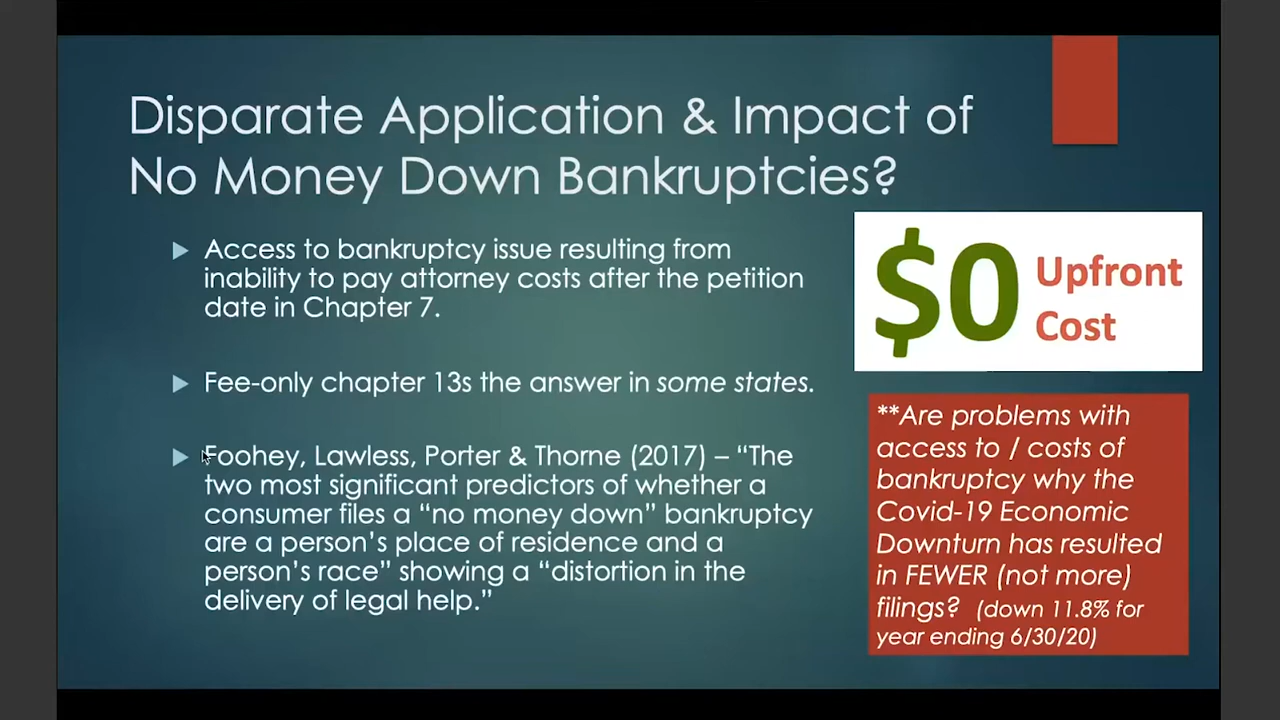 Disparate Application & Impact of
No Money Down Bankruptcies?
Access to bankruptcy issue resulting from
inability to pay attorney costs after the petition
date in Chapter 7.
Fee-only chapter 13s the answer in some states.
Foohey, Lawless, Porter & Thorne (2017) – “The
two most significant predictors of whether a
consumer files a “no money down” bankruptcy
are a person’s place of residence and a
person’s race” showing a “distortion in the
delivery of legal help.”
$0 Upfront
Cost
**Are problems with
access to / costs of
bankruptcy why the
Covid-19 Economic
Downturn has resulted
in FEWER (not more)
filings? (down 11.8% for
year ending 6/30/20)